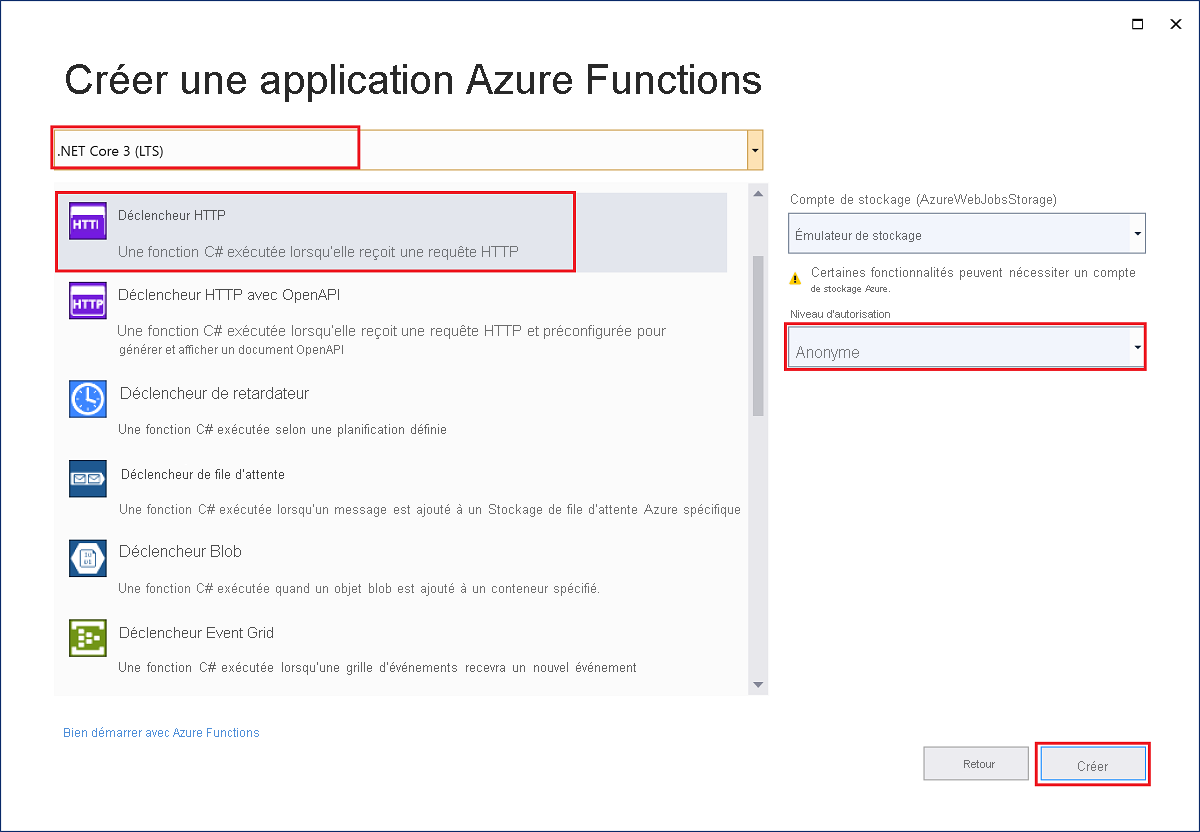 Créer une application Azure Functions
.NET Core 3 (LTS)
HTTP
Déclencheur HTTP
Une fonction C# exécutée lorsqu'elle reçoit une requête HTTP
HTTP
Déclencheur HTTP avec OpenAPI
Une fonction C# exécutée lorsqu'elle reçoit une requête HTTP et préconfigurée pour
générer et afficher un document OpenAPI
Déclencheur de retardateur
Une fonction C# exécutée selon une planification définie
Déclencheur de file d'attente
Une fonction C# exécutée lorsqu'un message est ajouté à un Stockage de file d'attente Azure spécifique
Déclencheur Blob
Une fonction C# exécutée quand un objet blob est ajouté à un conteneur spécifié.
Déclencheur Event Grid
Une fonction C# exécutée lorsqu'une grille d'événements recevra un nouvel événement
Compte de stockage (AzureWebJobsStorage)
Émulateur de stockage
Certaines fonctionnalités peuvent nécessiter un compte
de stockage Azure.
Niveau d'autorisation
Anonyme
Bien démarrer avec Azure Functions
Retour
Créer